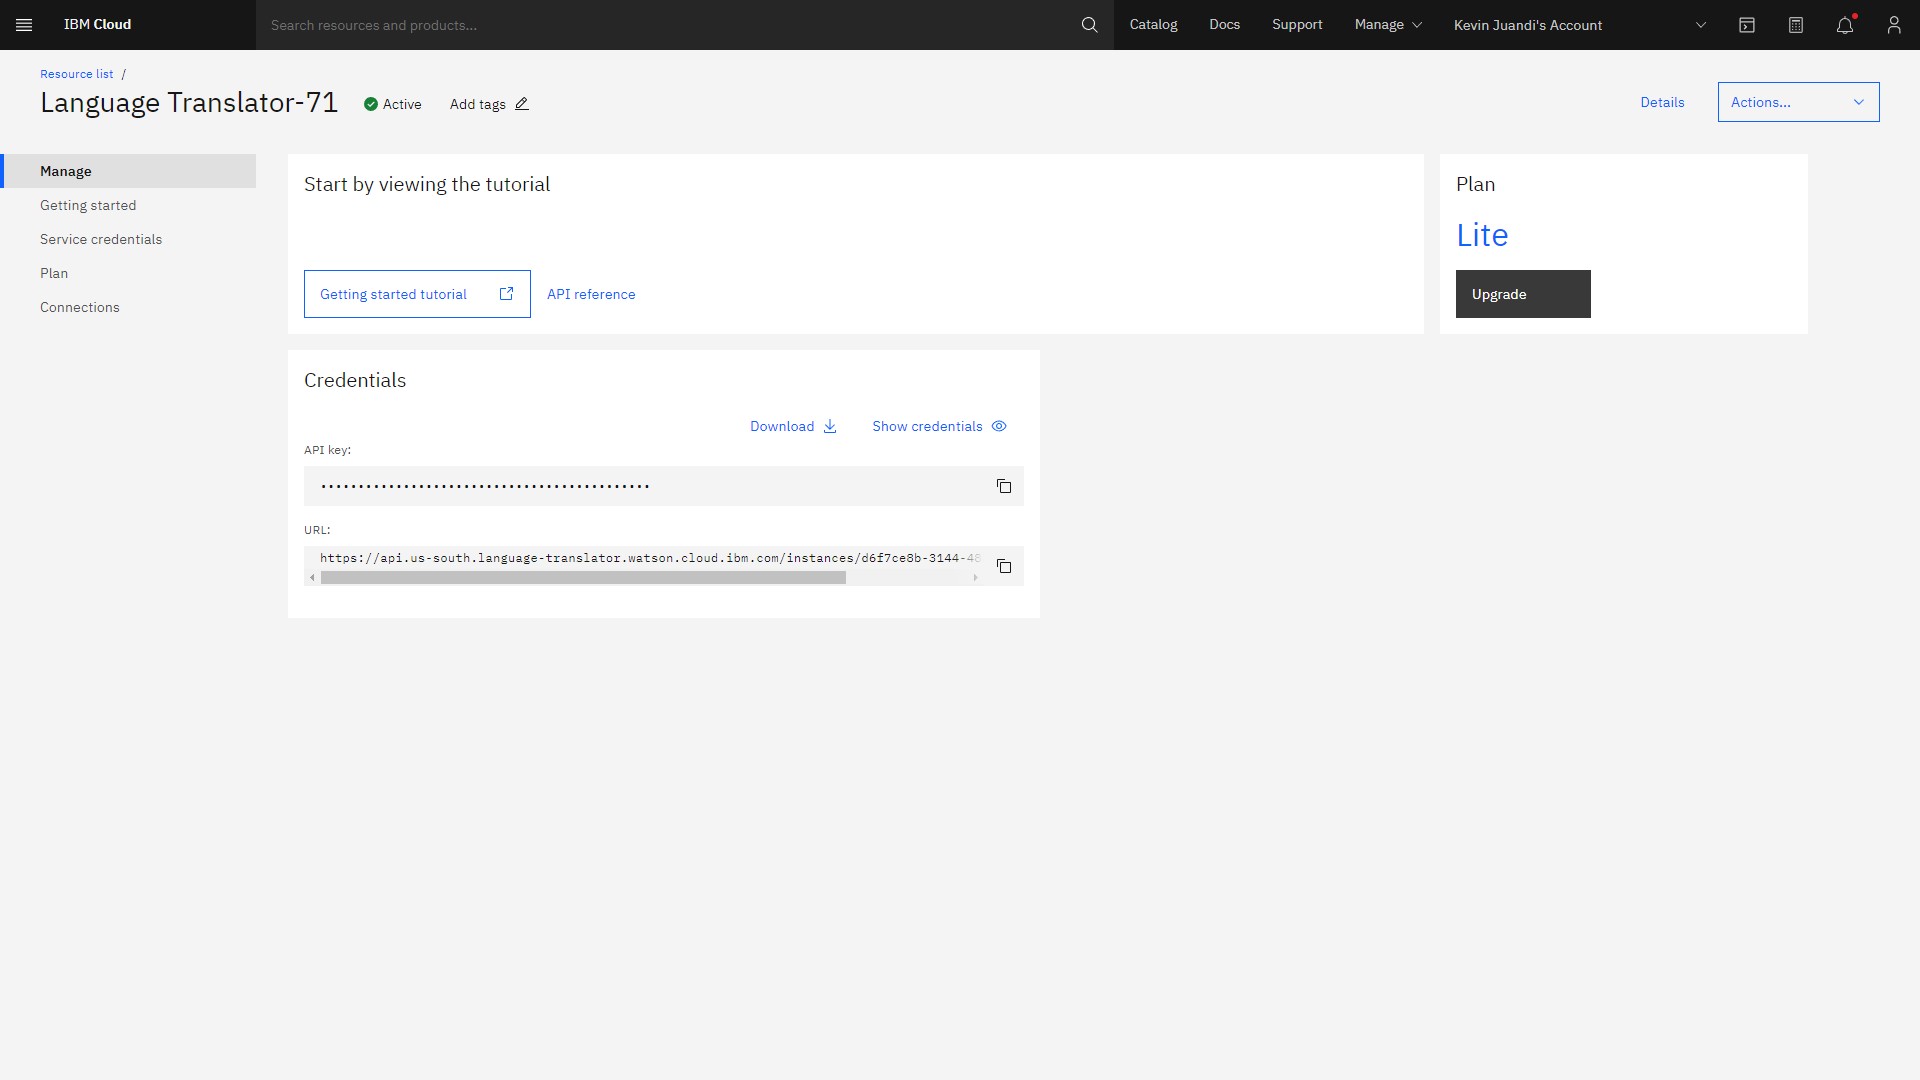 IBM Cloud
Search resources and products...
Catalog
Docs
Support
Manage
Kevin Juandi's Account
Resource list /
Language Translator-71
Active
Add tags
Details
Actions...
Manage
Getting started
Service credentials
Plan
Connections
Start by viewing the tutorial
Getting started tutorial
API reference
Plan
Lite
Upgrade
Credentials
Download
Show credentials
API key:
URL:
https://api.us-south.language-translator.watson.cloud.ibm.com/instances/d6f7ce8b-3144-48